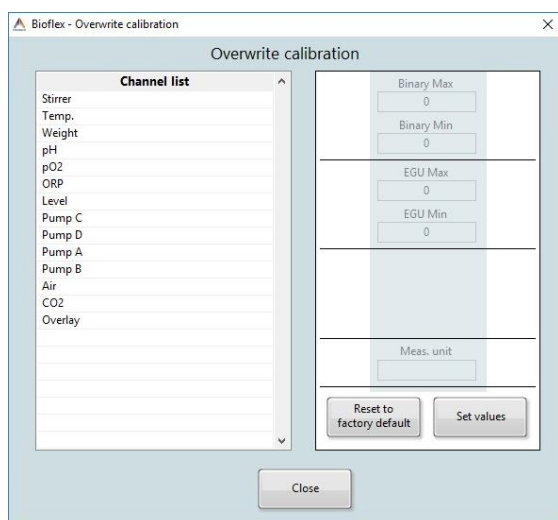 Bioflex - Overwrite calibration
Overwrite calibration
Channel list
Stirrer
Temp.
Weight
pH
pO2
ORP
Level
Pump C
Pump D
Pump A
Pump B
Air
CO2
Overlay
Binary Max
0
Binary Min
0
EGU Max
0
EGU Min
0
Meas. unit
Reset to
factory default
Set values
Close